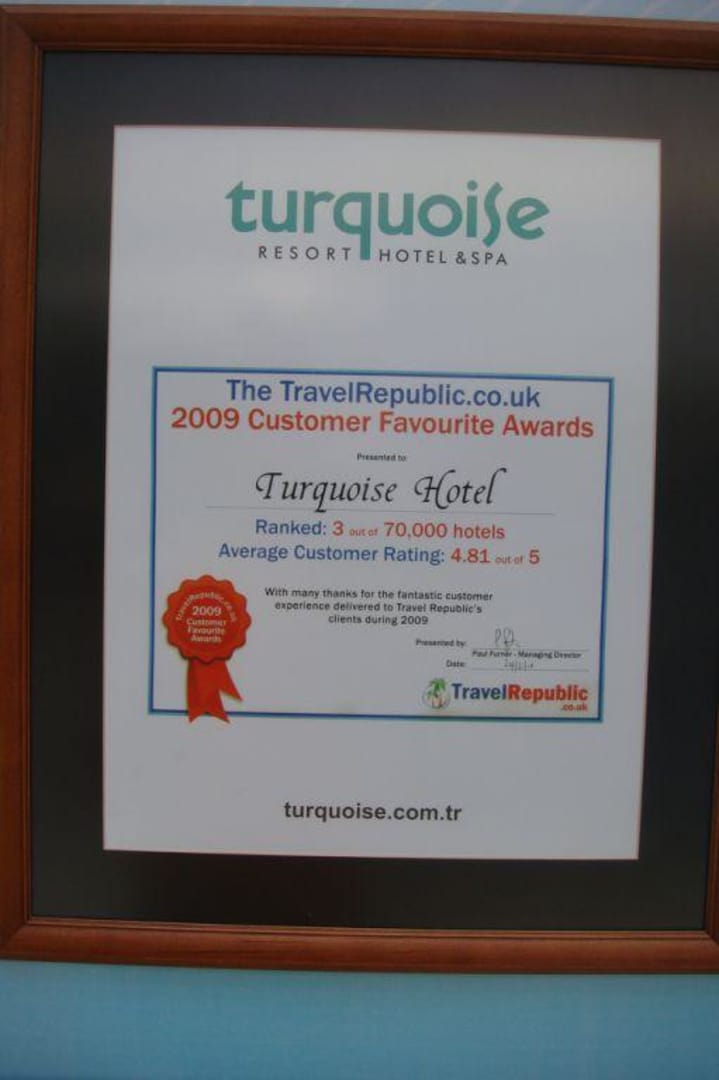 turquoise
RESORT HOTEL & SPA
The TravelRepublic.co.uk
2009 Customer Favourite Awards
Presented to:
Turquoise Hotel
Ranked: 3 out of 70,000 hotels
Average Customer Rating: 4.81 out of 5
With many thanks for the fantastic customer
experience delivered to Travel Republic's
clients during 2009
TravelRepublic.co.uk
2009
Customer
Favourite
Awards
Presented by:
Paul Furner - Managing Director
Date:
TravelRepublic
.co.uk
turquoise.com.tr